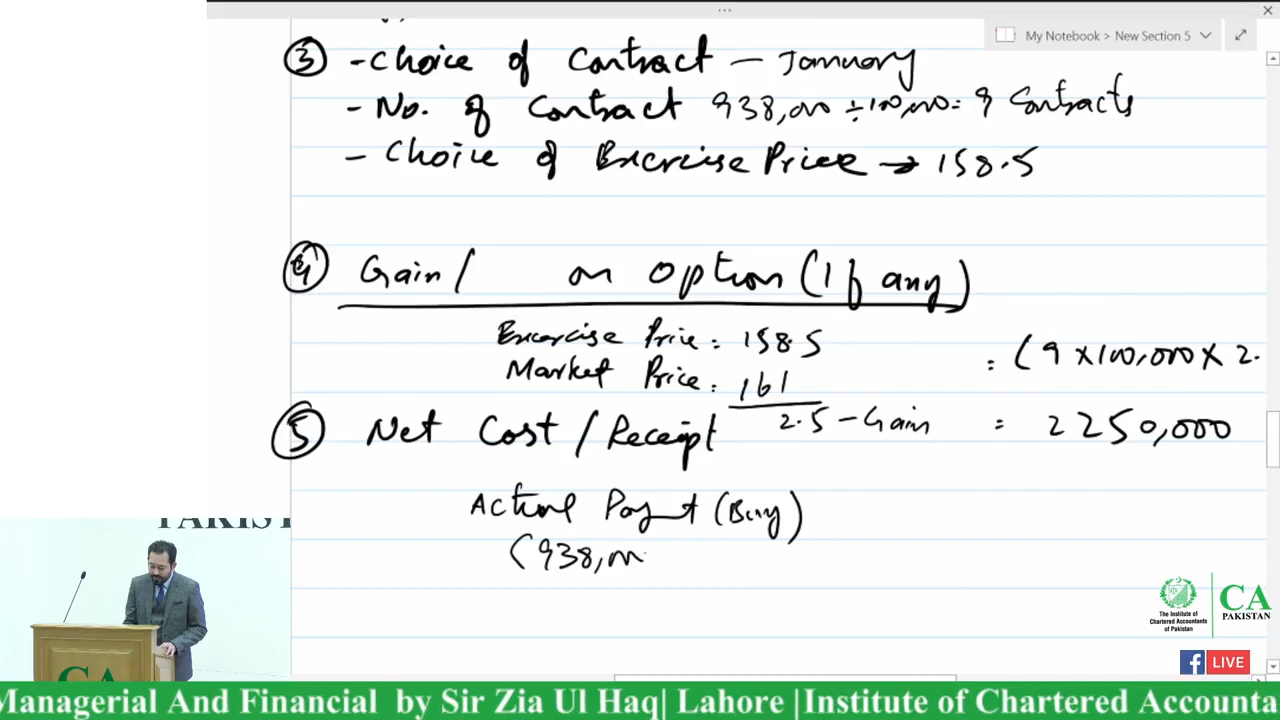 My Notebook > New Section 5
③ - Choice of Contract – January
- No. of Contract 938,000 ÷ 100,000 = 9 Contracts
- Choice of Exercise Price → 158.5
④ Gain / on option (If any)
Exercise Price = 158.5
Market Price = 161
= (9 × 100,000 × 2.
2.5 – Gain = 2250,000
⑤ Net Cost / Receipt
Actual Paymt (Buy)
(938,00
PAKISTAN
CA
The Institute of
Chartered Accountants
of Pakistan
CA
PAKISTAN
f LIVE
Managerial And Financial by Sir Zia Ul Haq| Lahore |Institute of Chartered Accounta